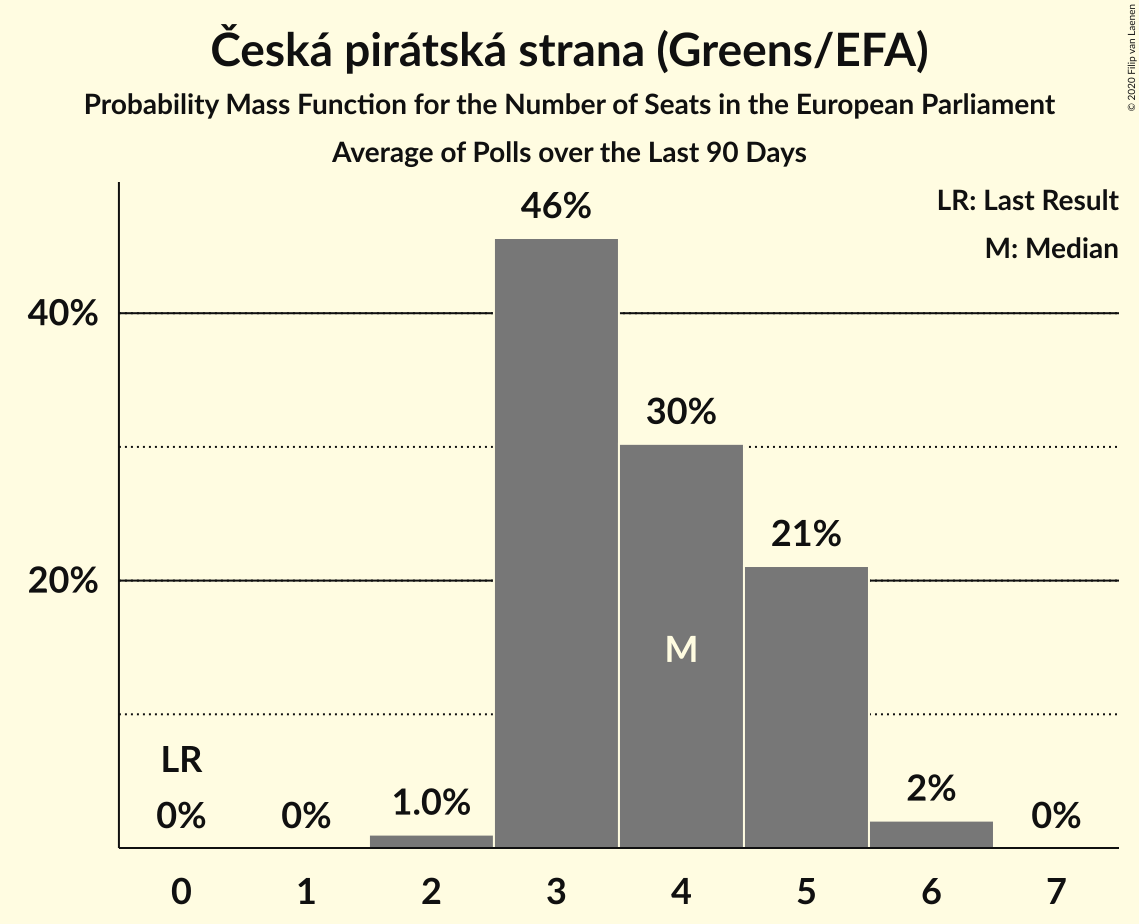 Česká pirátská strana (Greens/EFA)
Probability Mass Function for the Number of Seats in the European Parliament
Average of Polls over the Last 90 Days
© 2020 Filip van Laenen
LR: Last Result
M: Median
46%
40%
30%
21%
20%
M
LR
0%
0%
1.0%
2%
0%
0 1 2 3 4 5 6 7